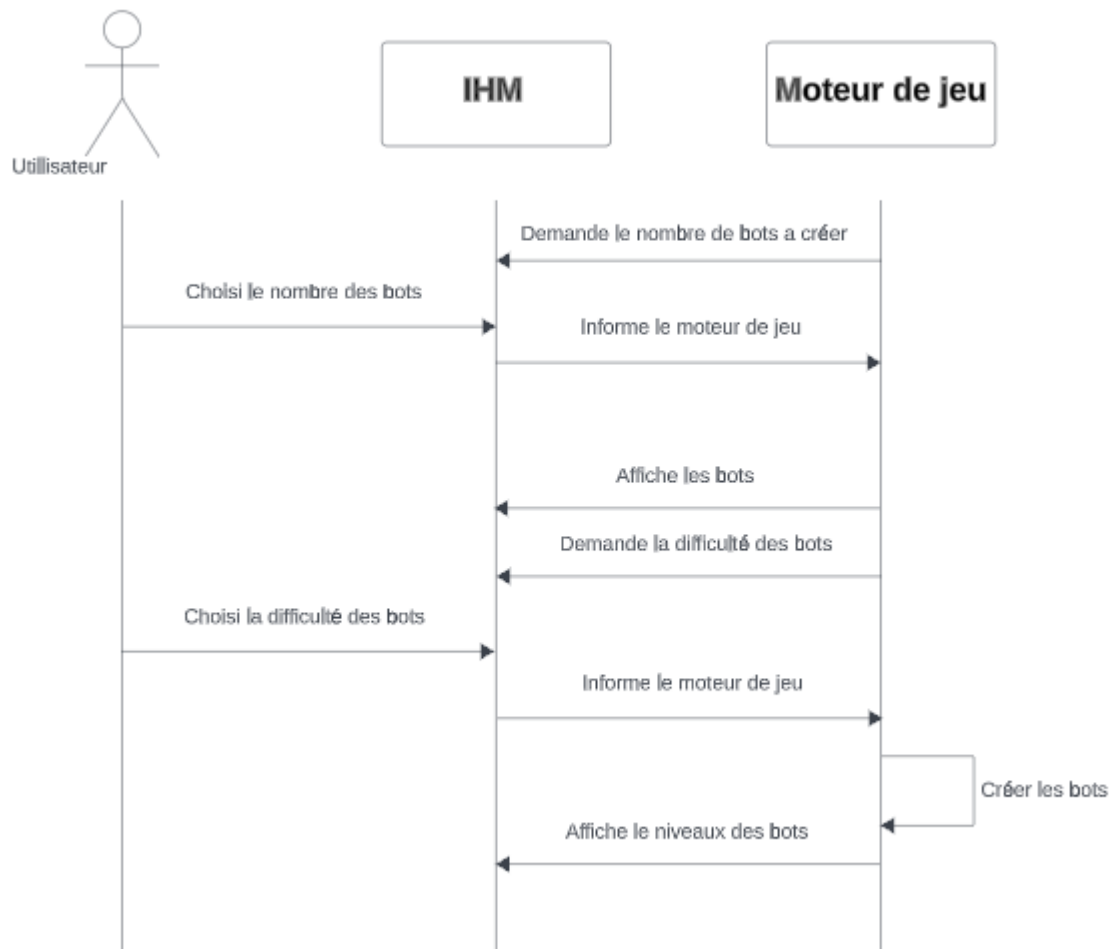 IHM
Moteur de jeu
Utillisateur
Demande le nombre de bots a créer
Choisi le nombre des bots
Informe le moteur de jeu
Affiche les bots
Demande la difficulté des bots
Choisi la difficulté des bots
Informe le moteur de jeu
Créer les bots
Affiche le niveaux des bots